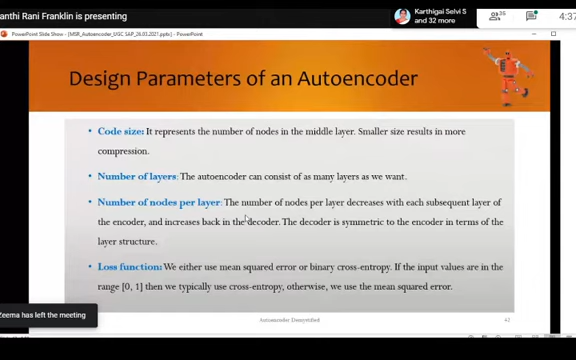 anthi Rani Franklin is presenting
Karthigai Selvi S
and 32 more
4:37
PowerPoint Slide Show - [MSR_Autoencoder_UGC SAP_26.03.2021.pptx] - PowerPoint
Design Parameters of an Autoencoder
• Code size: It represents the number of nodes in the middle layer. Smaller size results in more
compression.
• Number of layers: The autoencoder can consist of as many layers as we want.
• Number of nodes per layer: The number of nodes per layer decreases with each subsequent layer of
the encoder, and increases back in the decoder. The decoder is symmetric to the encoder in terms of the
layer structure.
• Loss function: We either use mean squared error or binary cross-entropy. If the input values are in the
range [0, 1] then we typically use cross-entropy, otherwise, we use the mean squared error.
Zeema has left the meeting
Autoencoder Demystified
42